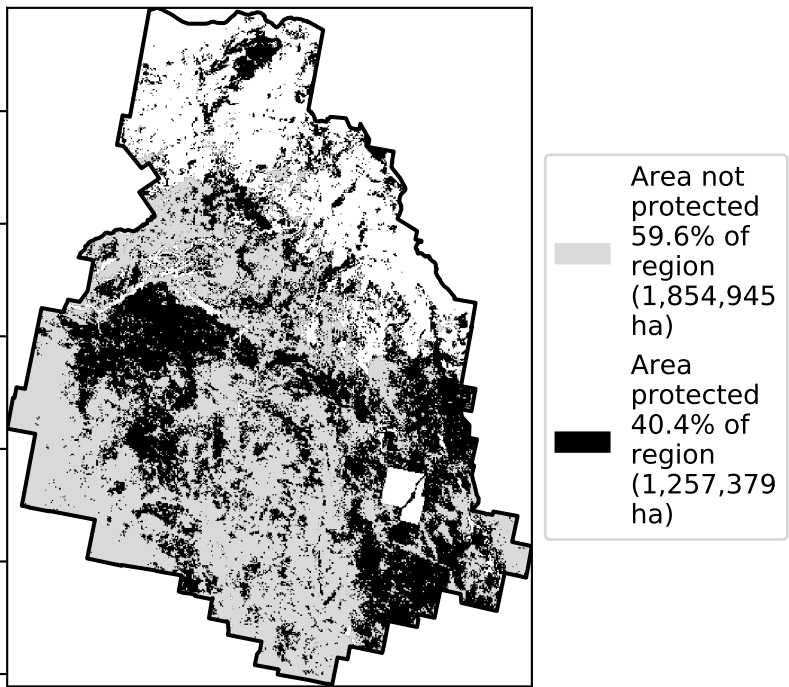 Area not
protected
59.6% of
region
(1,854,945
ha)
Area
protected
40.4% of
region
(1,257,379
ha)